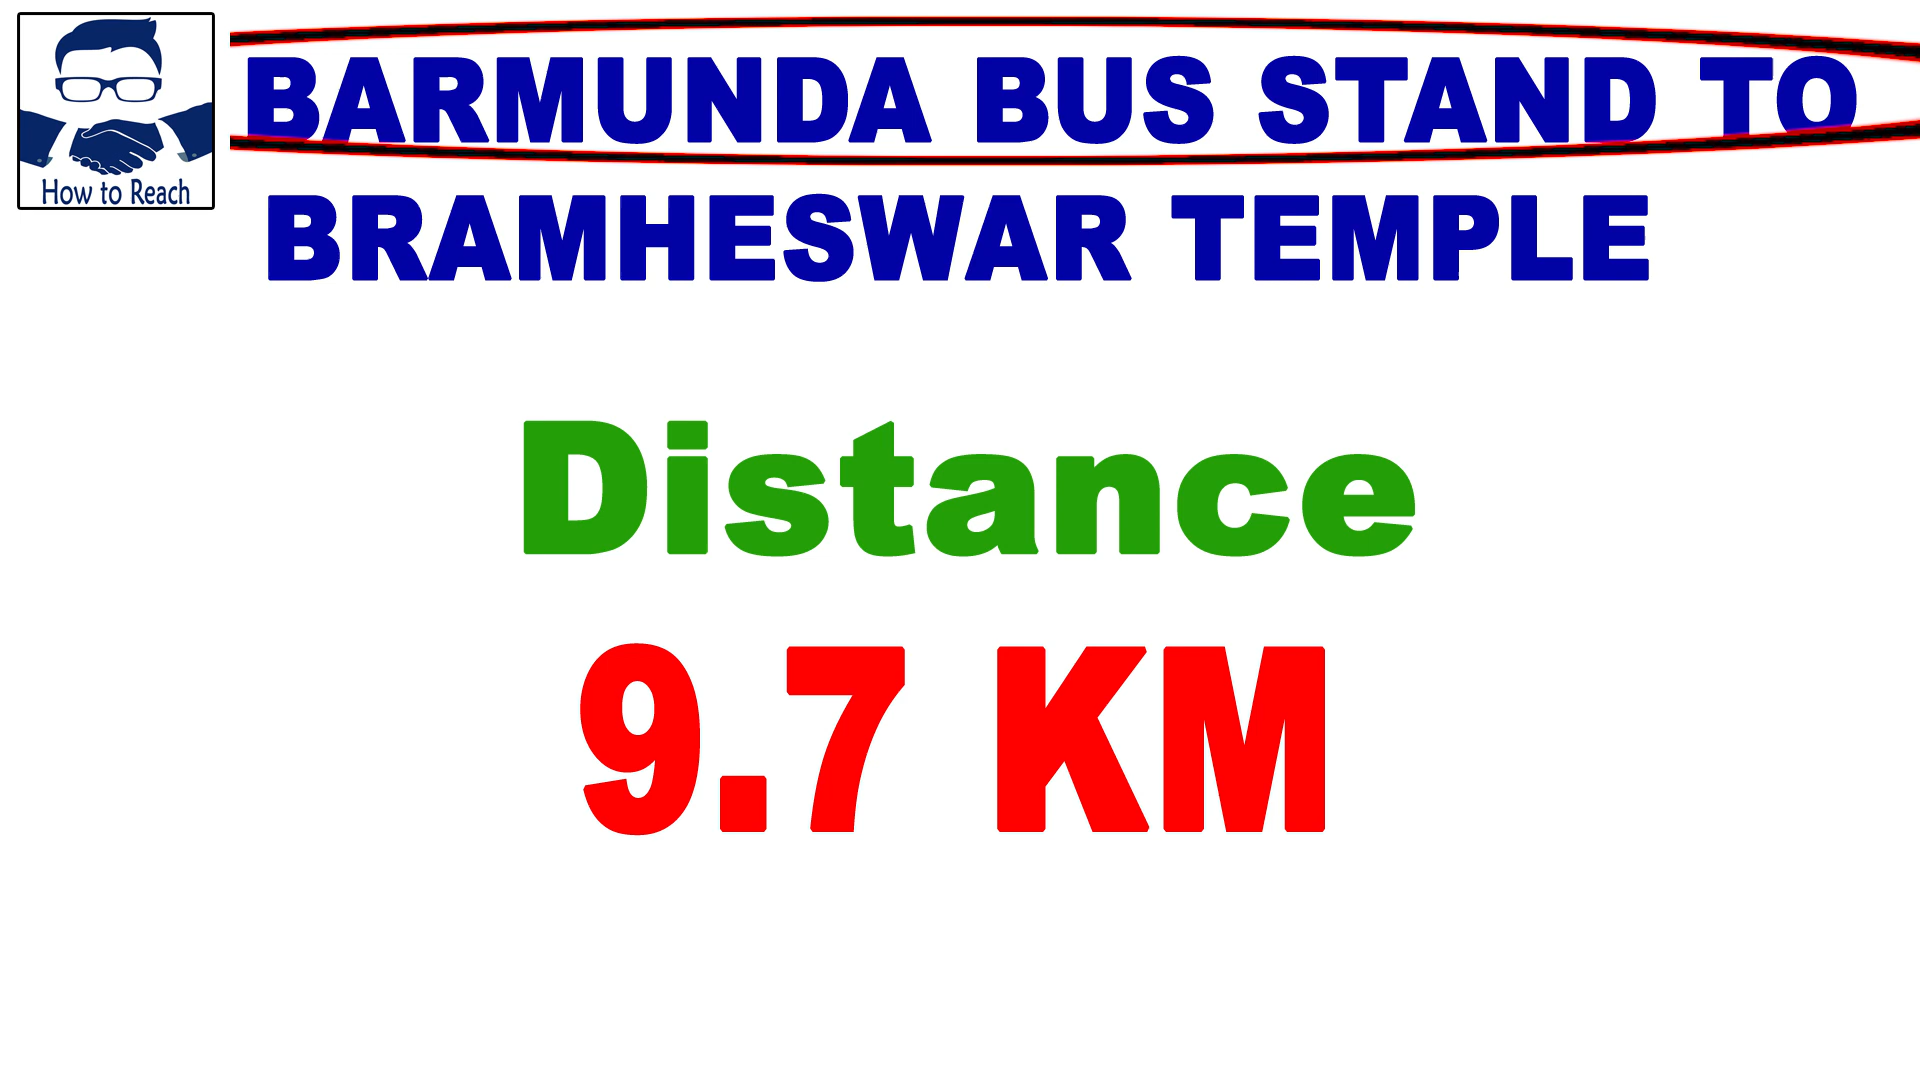 How to Reach
BARMUNDA BUS STAND TO
BRAMHESWAR TEMPLE
Distance
9.7 KM